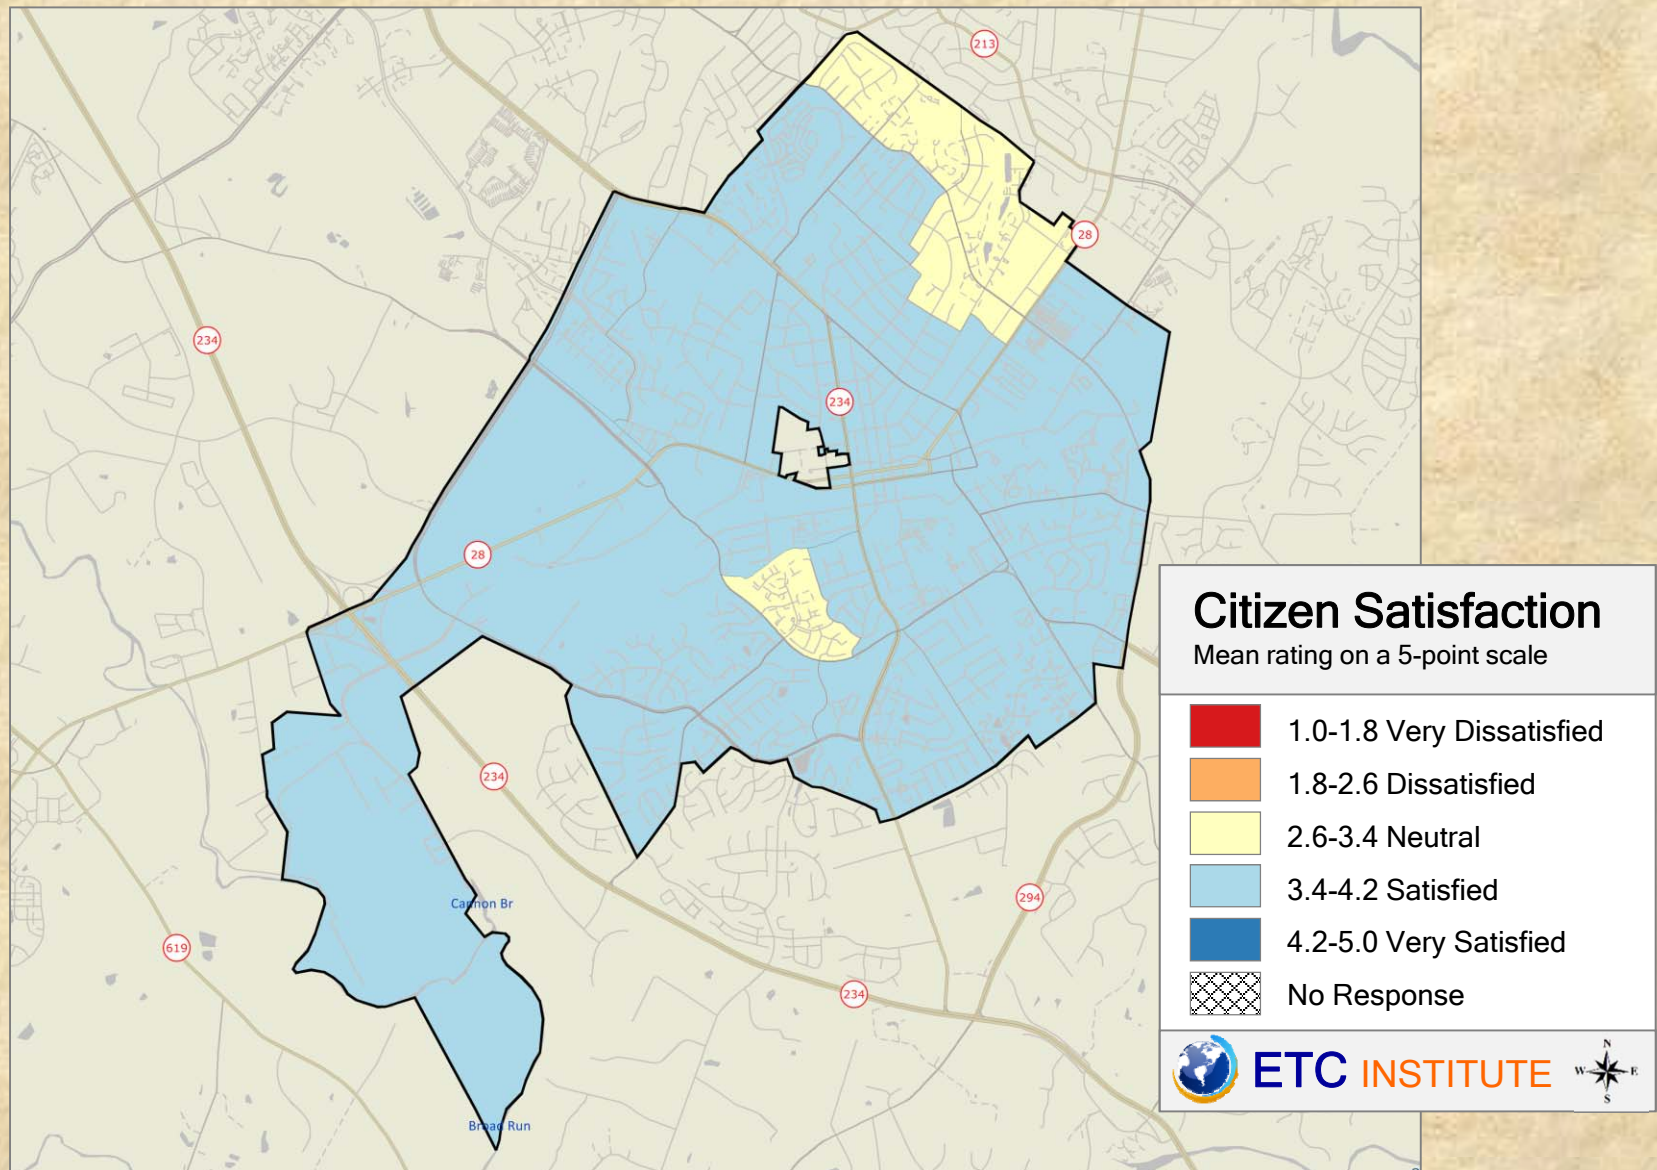 213
28
234
234
28
Citizen Satisfaction
Mean rating on a 5-point scale
1.0-1.8 Very Dissatisfied
1.8-2.6 Dissatisfied
2.6-3.4 Neutral
3.4-4.2 Satisfied
4.2-5.0 Very Satisfied
No Response
234
294
Cannon Br
619
234
Broad Run
ETC INSTITUTE
N
W E
S